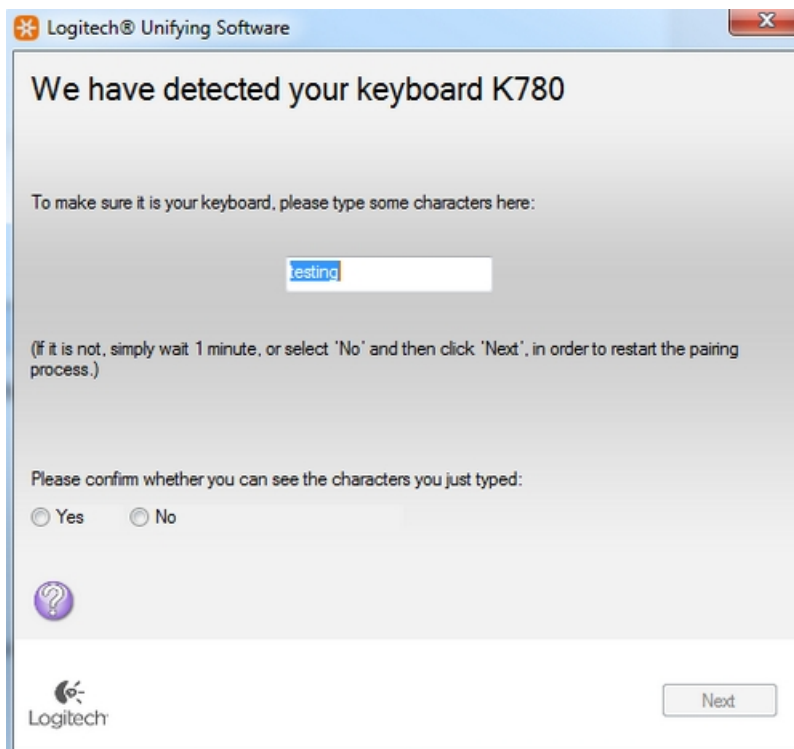 Logitech® Unifying Software
We have detected your keyboard K780
To make sure it is your keyboard, please type some characters here:
testing
(If it is not, simply wait 1 minute, or select 'No' and then click 'Next', in order to restart the pairing
process.)
Please confirm whether you can see the characters you just typed:
Yes No
Logitech
Next